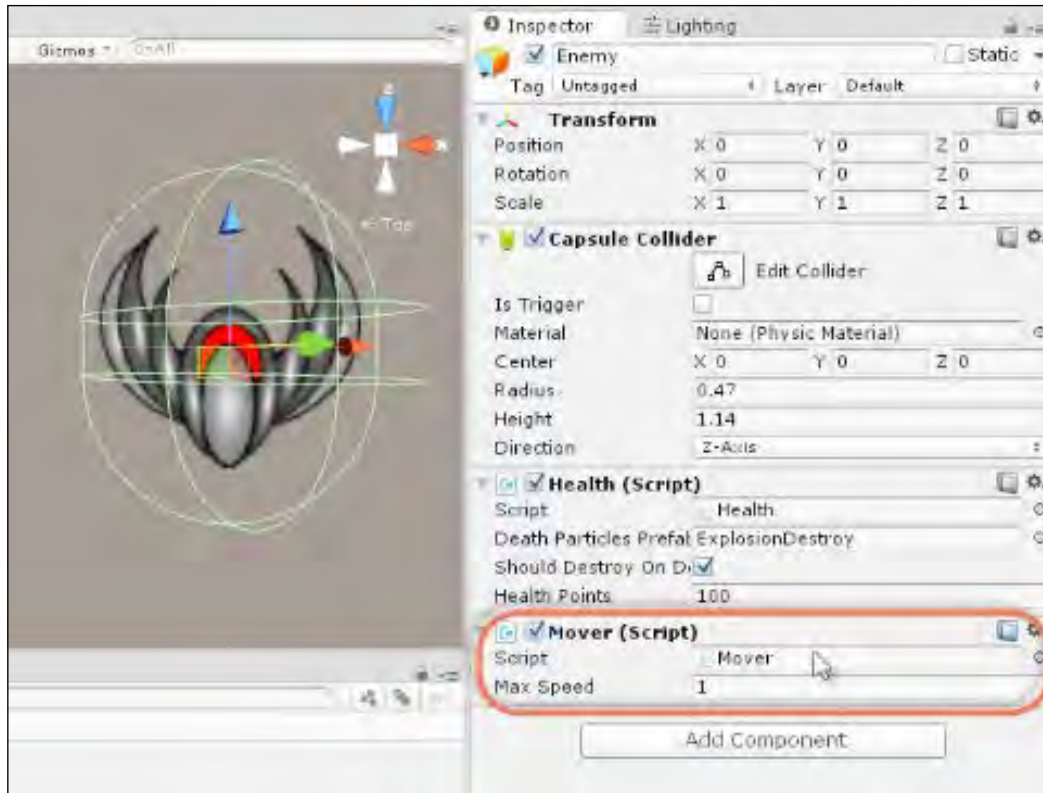 Inspector
Lighting
Gizmos
All
Enemy
Static
Tag Untagged Layer Default
Transform
Position X 0 Y 0 Z 0
Rotation X 0 Y 0 Z 0
Scale X 1 Y 1 Z 1
Top
Capsule Collider
Edit Collider
Is Trigger
Material None (Physic Material)
Center X 0 Y 0 Z 0
Radius 0.47
Height 1.14
Direction Z-Axis
Health (Script)
Script Health
Death Particles Prefal ExplosionDestroy
Should Destroy On D
Health Points 100
Mover (Script)
Script Mover
Max Speed 1
Add Component